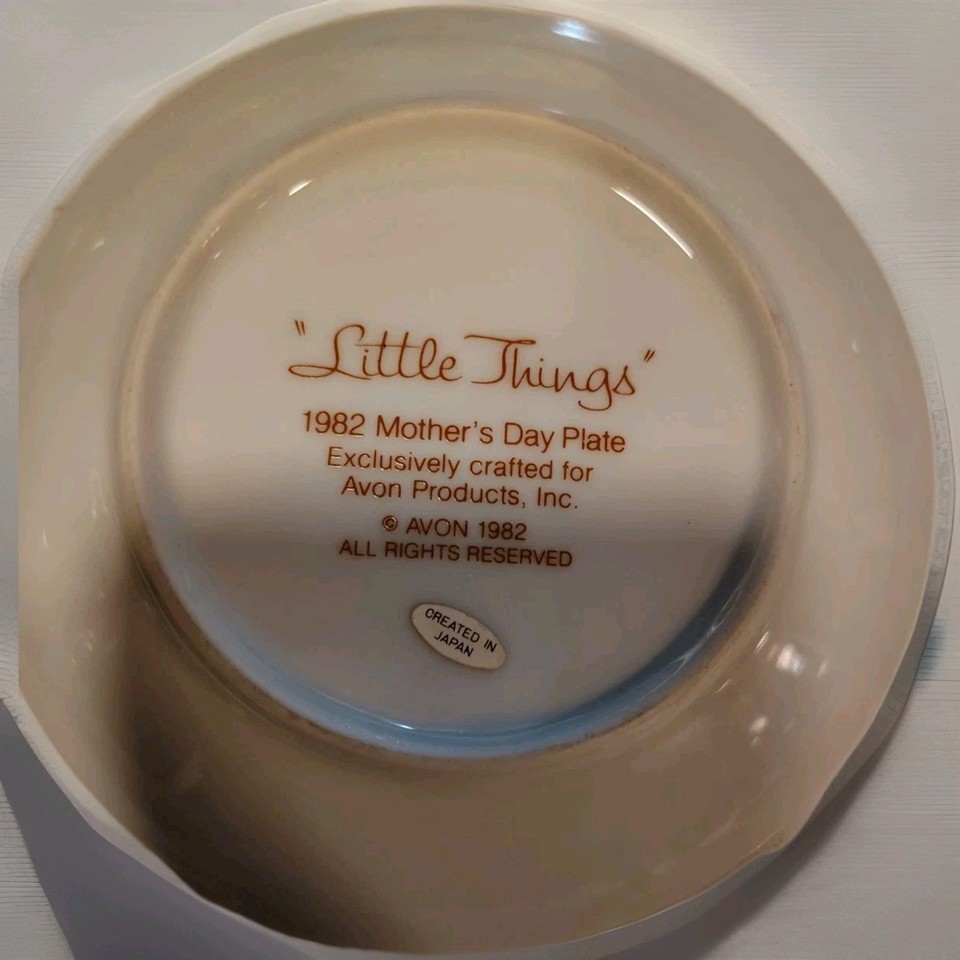 "Little Things"
1982 Mother's Day Plate
Exclusively crafted for
Avon Products, Inc.
© AVON 1982
ALL RIGHTS RESERVED
CREATED IN
JAPAN